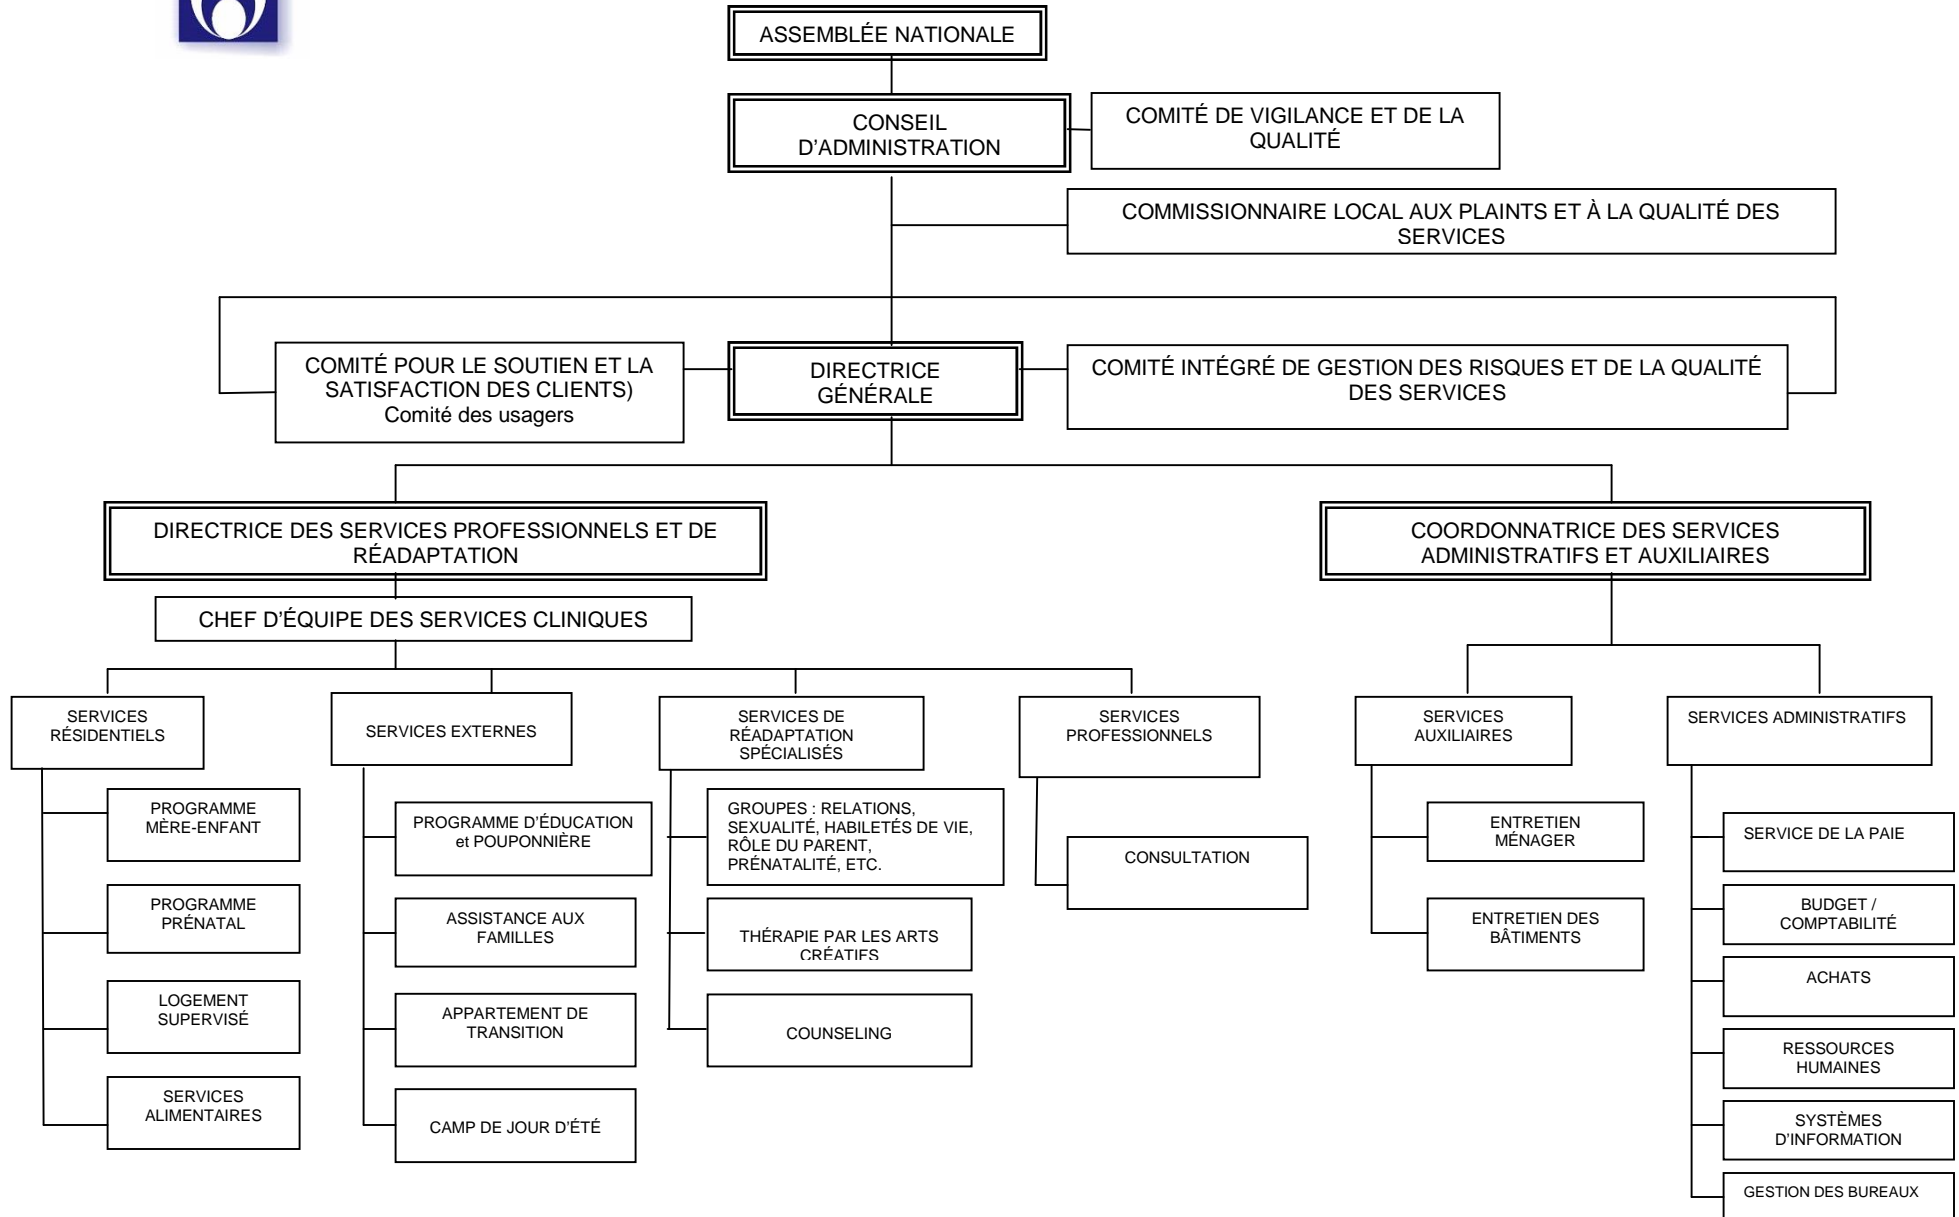 ASSEMBLÉE NATIONALE
CONSEIL
D'ADMINISTRATION
COMITÉ DE VIGILANCE ET DE LA
QUALITÉ
COMMISSIONNAIRE LOCAL AUX PLAINTS ET À LA QUALITÉ DES
SERVICES
COMITÉ POUR LE SOUTIEN ET LA
SATISFACTION DES CLIENTS)
Comité des usagers
DIRECTRICE
GÉNÉRALE
COMITÉ INTÉGRÉ DE GESTION DES RISQUES ET DE LA QUALITÉ
DES SERVICES
DIRECTRICE DES SERVICES PROFESSIONNELS ET DE
RÉADAPTATION
COORDONNATRICE DES SERVICES
ADMINISTRATIFS ET AUXILIAIRES
CHEF D'ÉQUIPE DES SERVICES CLINIQUES
SERVICES
RÉSIDENTIELS
SERVICES EXTERNES
SERVICES DE
RÉADAPTATION
SPÉCIALISÉS
SERVICES
PROFESSIONNELS
SERVICES
AUXILIAIRES
SERVICES ADMINISTRATIFS
PROGRAMME
MÈRE-ENFANT
PROGRAMME
PRÉNATAL
LOGEMENT
SUPERVISÉ
SERVICES
ALIMENTAIRES
PROGRAMME D'ÉDUCATION
et POUPONNIÈRE
ASSISTANCE AUX
FAMILLES
APPARTEMENT DE
TRANSITION
CAMP DE JOUR D'ÉTÉ
GROUPES : RELATIONS,
SEXUALITÉ, HABILETÉS DE VIE,
RÔLE DU PARENT,
PRÉNATALITÉ, ETC.
THÉRAPIE PAR LES ARTS
CRÉATIFS
COUNSELING
CONSULTATION
ENTRETIEN
MÉNAGER
ENTRETIEN DES
BÂTIMENTS
SERVICE DE LA PAIE
BUDGET /
COMPTABILITÉ
ACHATS
RESSOURCES
HUMAINES
SYSTÈMES
D'INFORMATION
GESTION DES BUREAUX